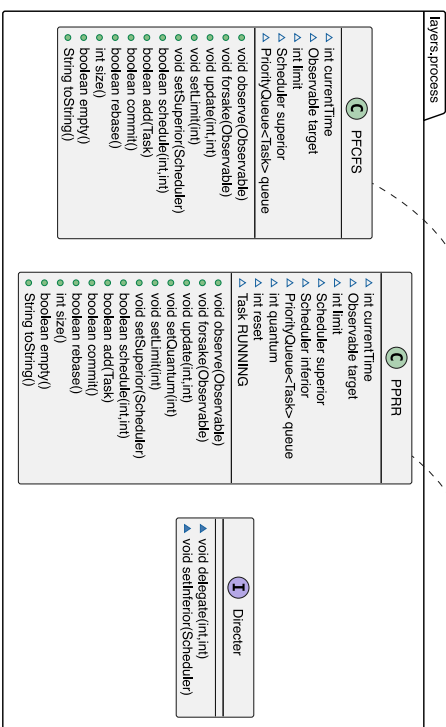 layers.process
C PFCFS
int currentTime
Observable target
int limit
Scheduler superior
PriorityQueue<Task> queue
void observe(Observable)
void forsake(Observable)
void update(int,int)
void setLimit(int)
void setSuperior(Scheduler)
boolean schedule(int,int)
boolean add(Task)
boolean commit()
boolean rebase()
int size()
boolean empty()
String toString()
C PPRR
int currentTime
Observable target
int limit
Scheduler superior
Scheduler inferior
PriorityQueue<Task> queue
int quantum
int reset
Task RUNNING
void observe(Observable)
void forsake(Observable)
void update(int,int)
void setQuantum(int)
void setLimit(int)
void setSuperior(Scheduler)
boolean schedule(int,int)
boolean add(Task)
boolean commit()
boolean rebase()
int size()
boolean empty()
String toString()
I Directer
void delegate(int,int)
void setInferior(Scheduler)